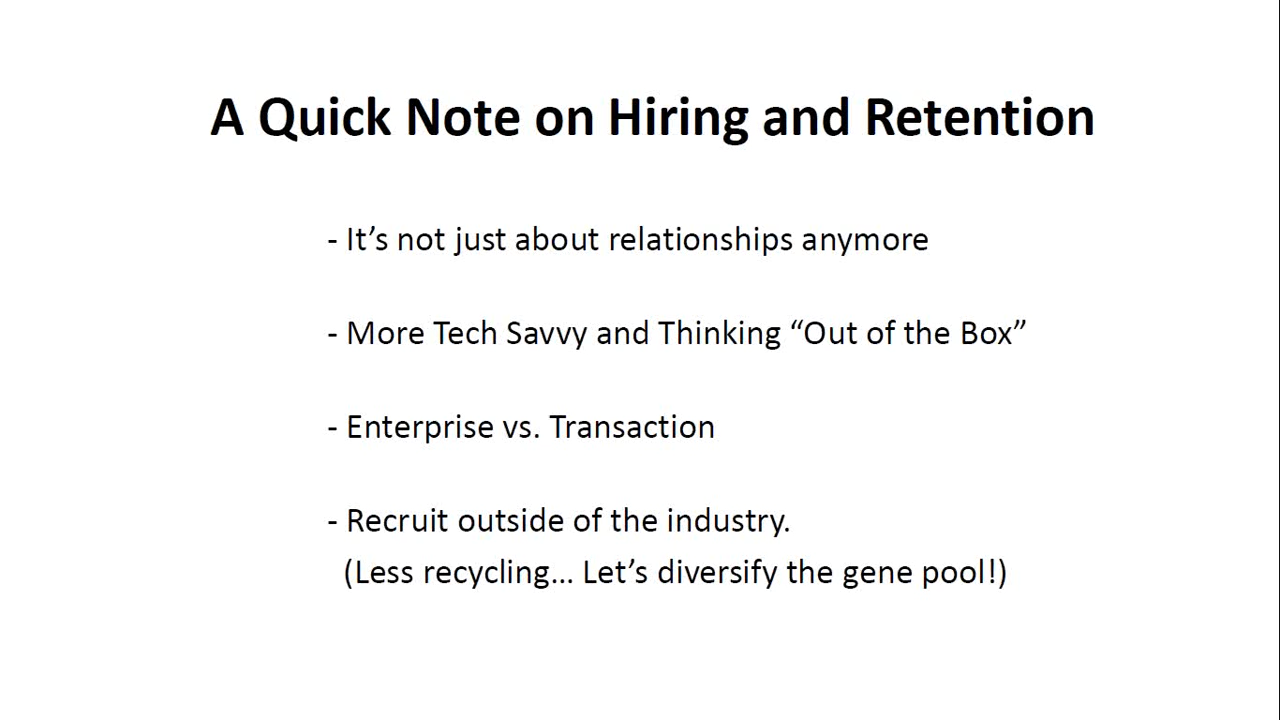 A Quick Note on Hiring and Retention
- It’s not just about relationships anymore
- More Tech Savvy and Thinking “Out of the Box”
- Enterprise vs. Transaction
- Recruit outside of the industry.
(Less recycling… Let’s diversify the gene pool!)